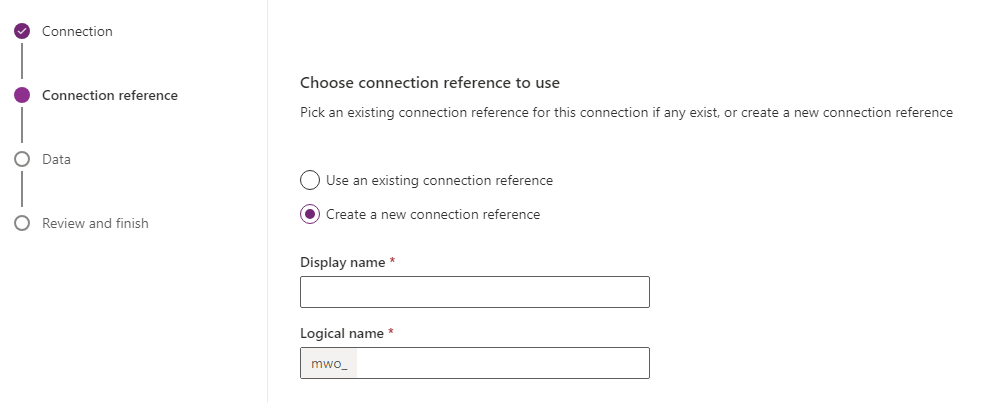 Connection
Connection reference
Data
Review and finish
Choose connection reference to use
Pick an existing connection reference for this connection if any exist, or create a new connection reference
Use an existing connection reference
Create a new connection reference
Display name *
Logical name *
mwo_